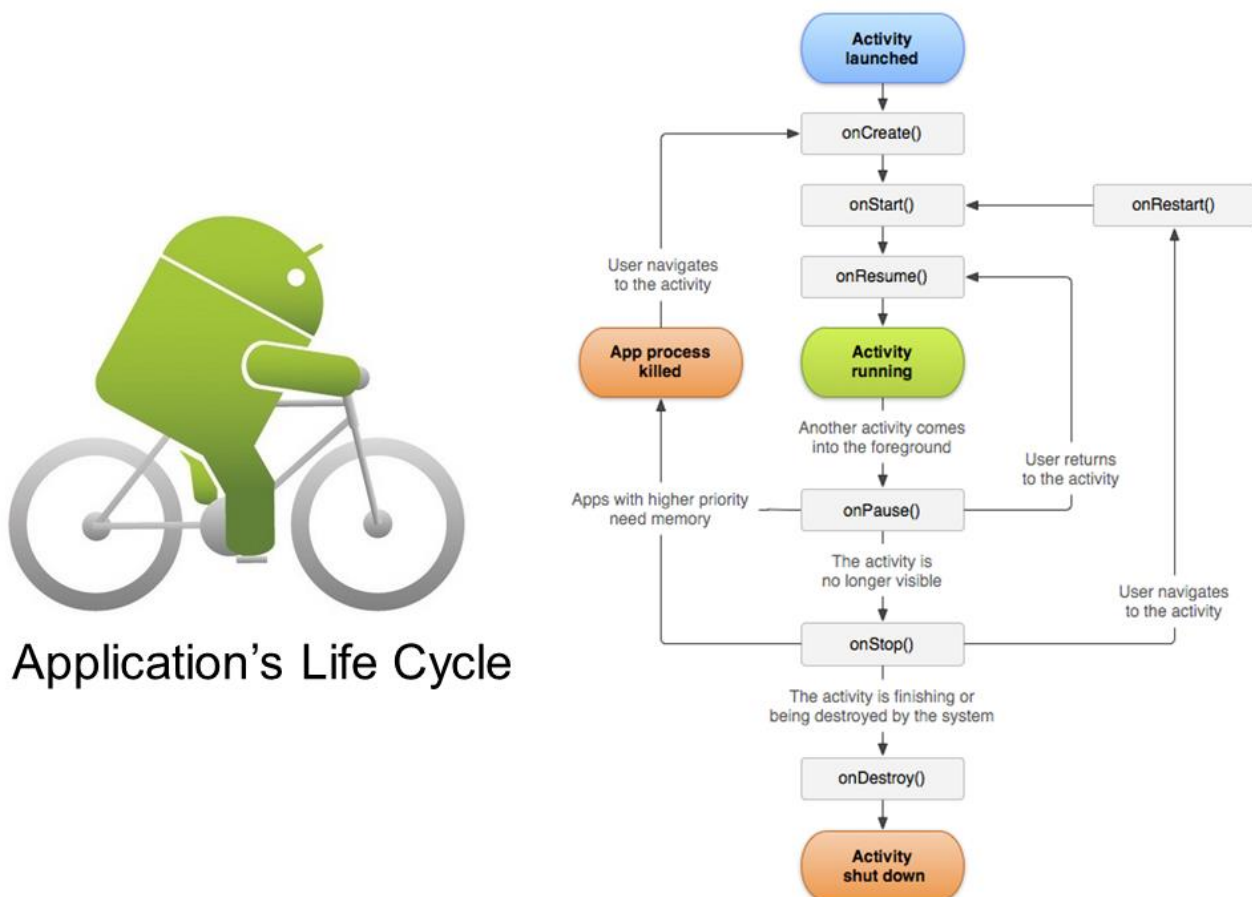 Activity
launched
onCreate()
onStart()
onRestart()
User navigates
to the activity
onResume()
App process
killed
Activity
running
Another activity comes
into the foreground
User returns
to the activity
Apps with higher priority
need memory
onPause()
The activity is
no longer visible
User navigates
to the activity
onStop()
Application's Life Cycle
The activity is finishing or
being destroyed by the system
onDestroy()
Activity
shut down